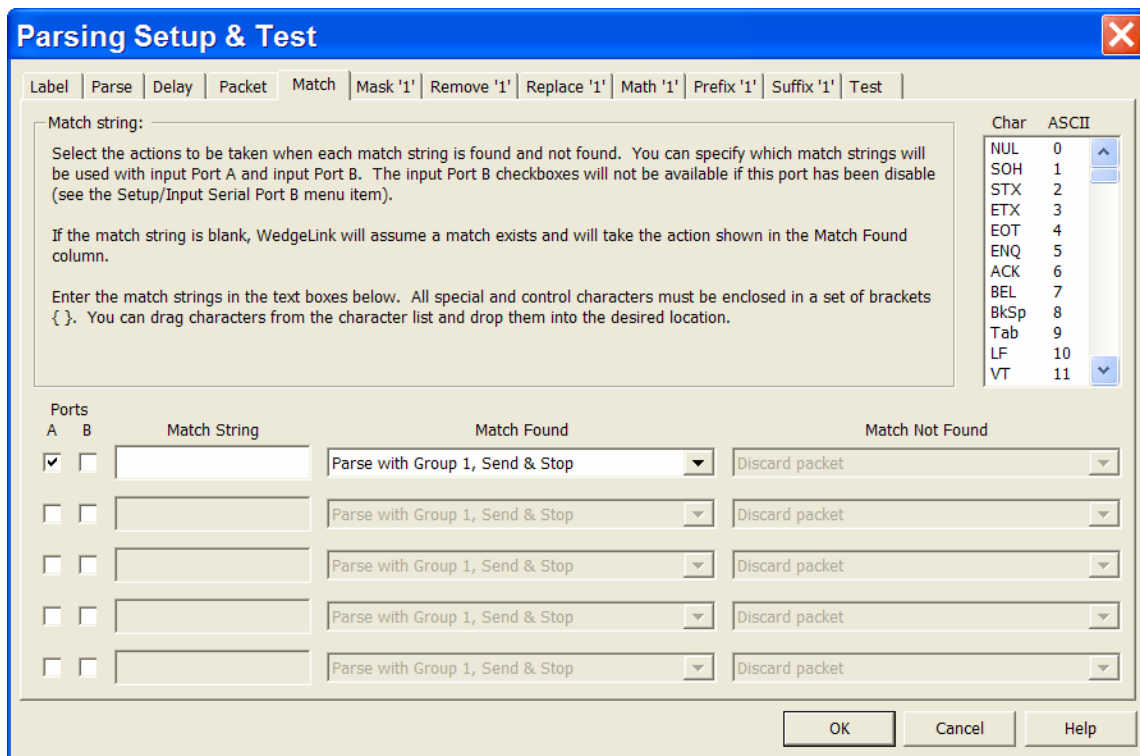 Parsing Setup & Test
Label Parse Delay Packet Match Mask '1' Remove '1' Replace '1' Math '1' Prefix '1' Suffix '1' Test
Match string:
Select the actions to be taken when each match string is found and not found. You can specify which match strings will
be used with input Port A and input Port B. The input Port B checkboxes will not be available if this port has been disable
(see the Setup/Input Serial Port B menu item).
If the match string is blank, WedgeLink will assume a match exists and will take the action shown in the Match Found
column.
Enter the match strings in the text boxes below. All special and control characters must be enclosed in a set of brackets
{ }. You can drag characters from the character list and drop them into the desired location.
Char ASCII
NUL 0
SOH 1
STX 2
ETX 3
EOT 4
ENQ 5
ACK 6
BEL 7
BkSp 8
Tab 9
LF 10
VT 11
Ports
A B Match String Match Found Match Not Found
Parse with Group 1, Send & Stop Discard packet
Parse with Group 1, Send & Stop Discard packet
Parse with Group 1, Send & Stop Discard packet
Parse with Group 1, Send & Stop Discard packet
Parse with Group 1, Send & Stop Discard packet
OK Cancel Help